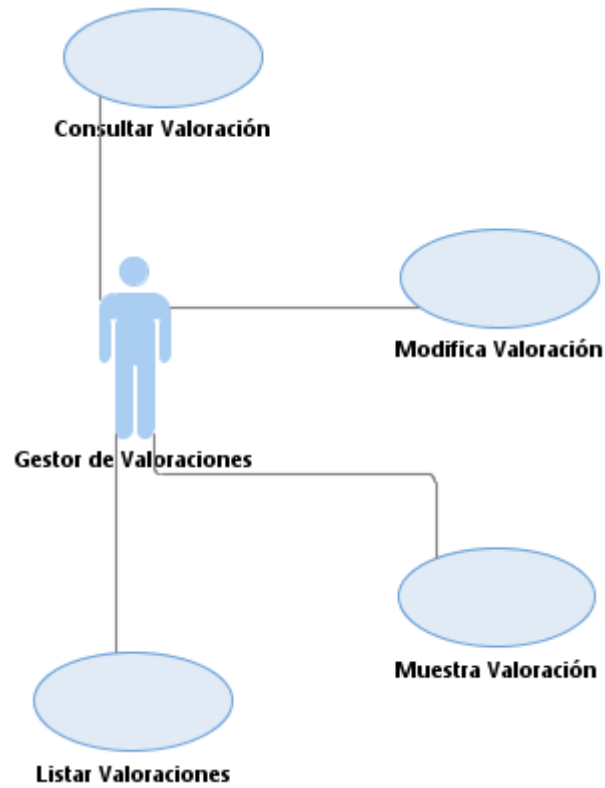 Consultar Valoración
Modifica Valoración
Gestor de Valoraciones
Muestra Valoración
Listar Valoraciones